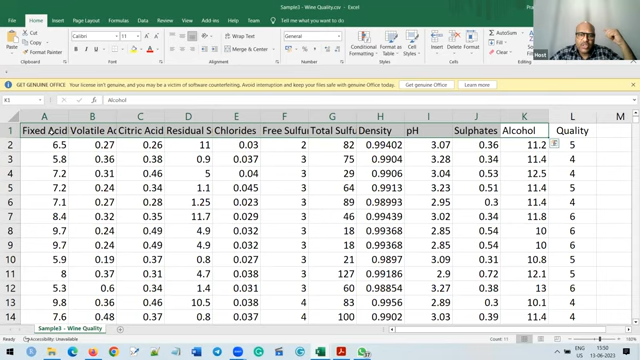 Sample3 - Wine Quality.csv - Excel
File Home Insert Page Layout Formulas Data Review View Help Tell me what you want to do
Cut
Copy
Format Painter
Clipboard
Calibri 11
Wrap Text
Merge & Center
General
Conditional Formatting
Format as Table
Cell Styles
Insert Delete Format
AutoSum
Fill
Clear
Font Alignment Number Styles Cells
Host
GET GENUINE OFFICE Your license isn't genuine, and you may be a victim of software counterfeiting. Avoid interruption and keep your files safe with genuine Office today. Get genuine Office Learn more
K1 Alcohol
A B C D E F G H I J K L M
1 Fixed Acid Volatile Ac Citric Acid Residual S Chlorides Free Sulfu Total Sulfu Density pH Sulphates Alcohol Quality
2 6.5 0.27 0.26 11 0.03 2 82 0.99402 3.07 0.36 11.2 5
3 5.8 0.36 0.38 0.9 0.037 3 75 0.9904 3.28 0.34 11.4 4
4 7.2 0.31 0.46 5 0.04 3 29 0.9906 3.04 0.53 12.5 4
5 7.2 0.24 0.34 1.1 0.045 3 64 0.9913 3.23 0.51 11.4 5
6 7.1 0.27 0.28 1.25 0.023 3 89 0.98993 2.95 0.3 11.4 4
7 8.4 0.32 0.35 11.7 0.029 3 46 0.99439 3.02 0.34 11.8 6
8 9.7 0.24 0.49 4.9 0.032 3 18 0.99368 2.85 0.54 10 6
9 9.7 0.24 0.49 4.9 0.032 3 18 0.99368 2.85 0.54 10 6
10 5.9 0.19 0.37 0.8 0.027 3 21 0.9897 3.09 0.31 10.8 5
11 8 0.37 0.31 4.7 0.038 3 127 0.99186 2.9 0.72 12.1 5
12 5.3 0.6 0.34 1.4 0.031 3 60 0.98854 3.27 0.38 13 6
13 9.8 0.36 0.46 10.5 0.038 4 83 0.9956 2.89 0.3 10.1 4
14 7.6 0.48 0.37 0.8 0.037 4 100 0.9902 3.03 0.39 11.4 4
Sample3 - Wine Quality
Ready Accessibility: Unavailable Count: 11 180%
15:50
13-06-2023